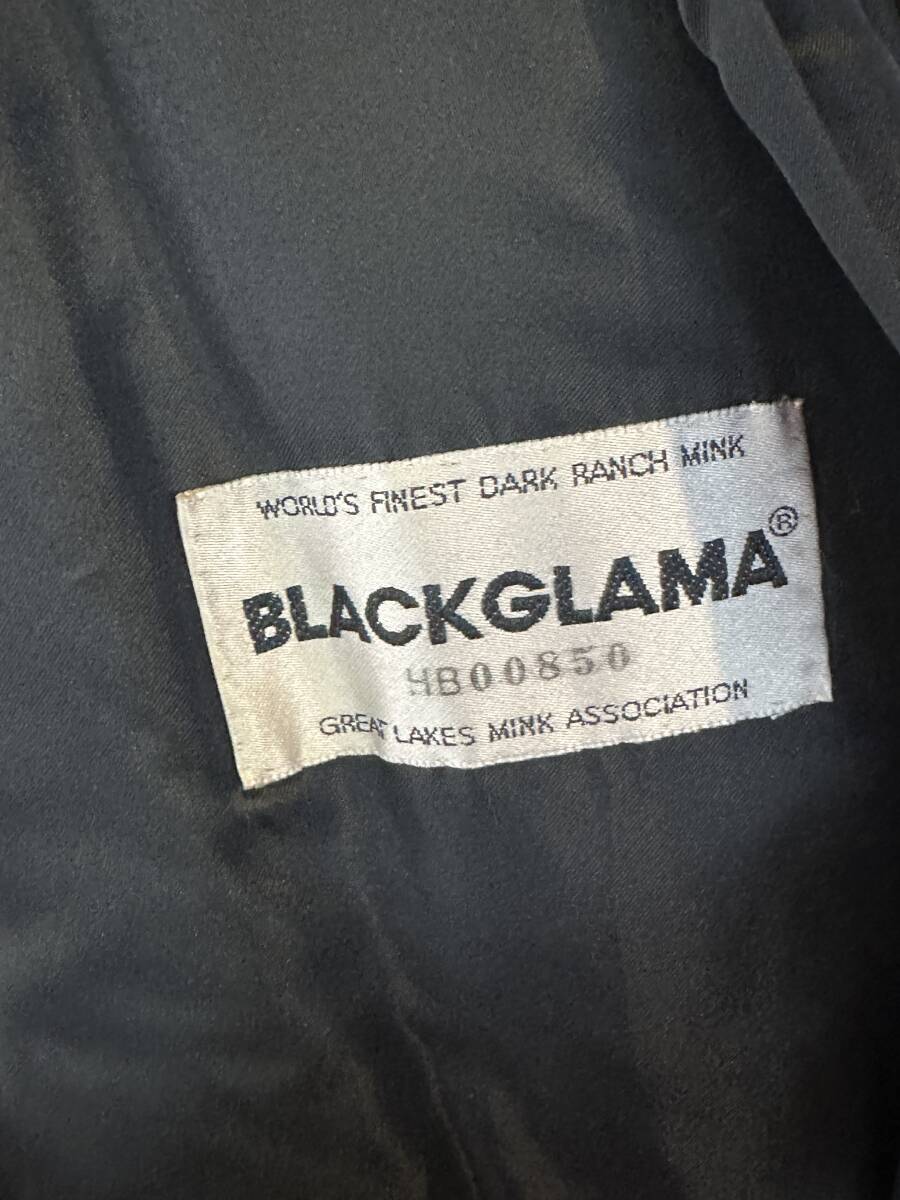 WORLD'S FINEST DARK RANCH MINK
BLACKGLAMA®
HB00850
GREAT LAKES MINK ASSOCIATION